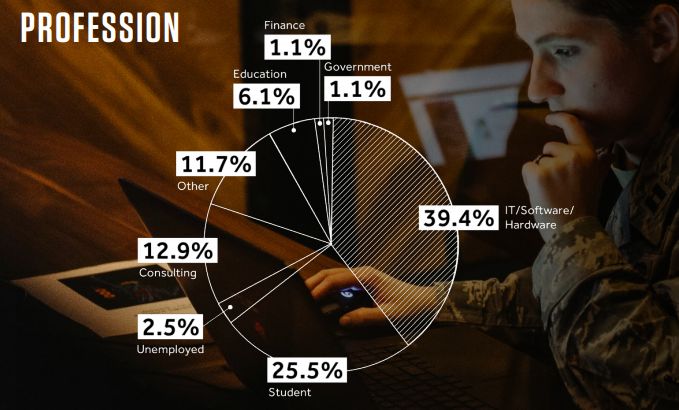 PROFESSION
Finance
1.1%
Government
1.1%
Education
6.1%
11.7%
Other
39.4%
IT/Software/
Hardware
12.9%
Consulting
2.5%
Unemployed
25.5%
Student